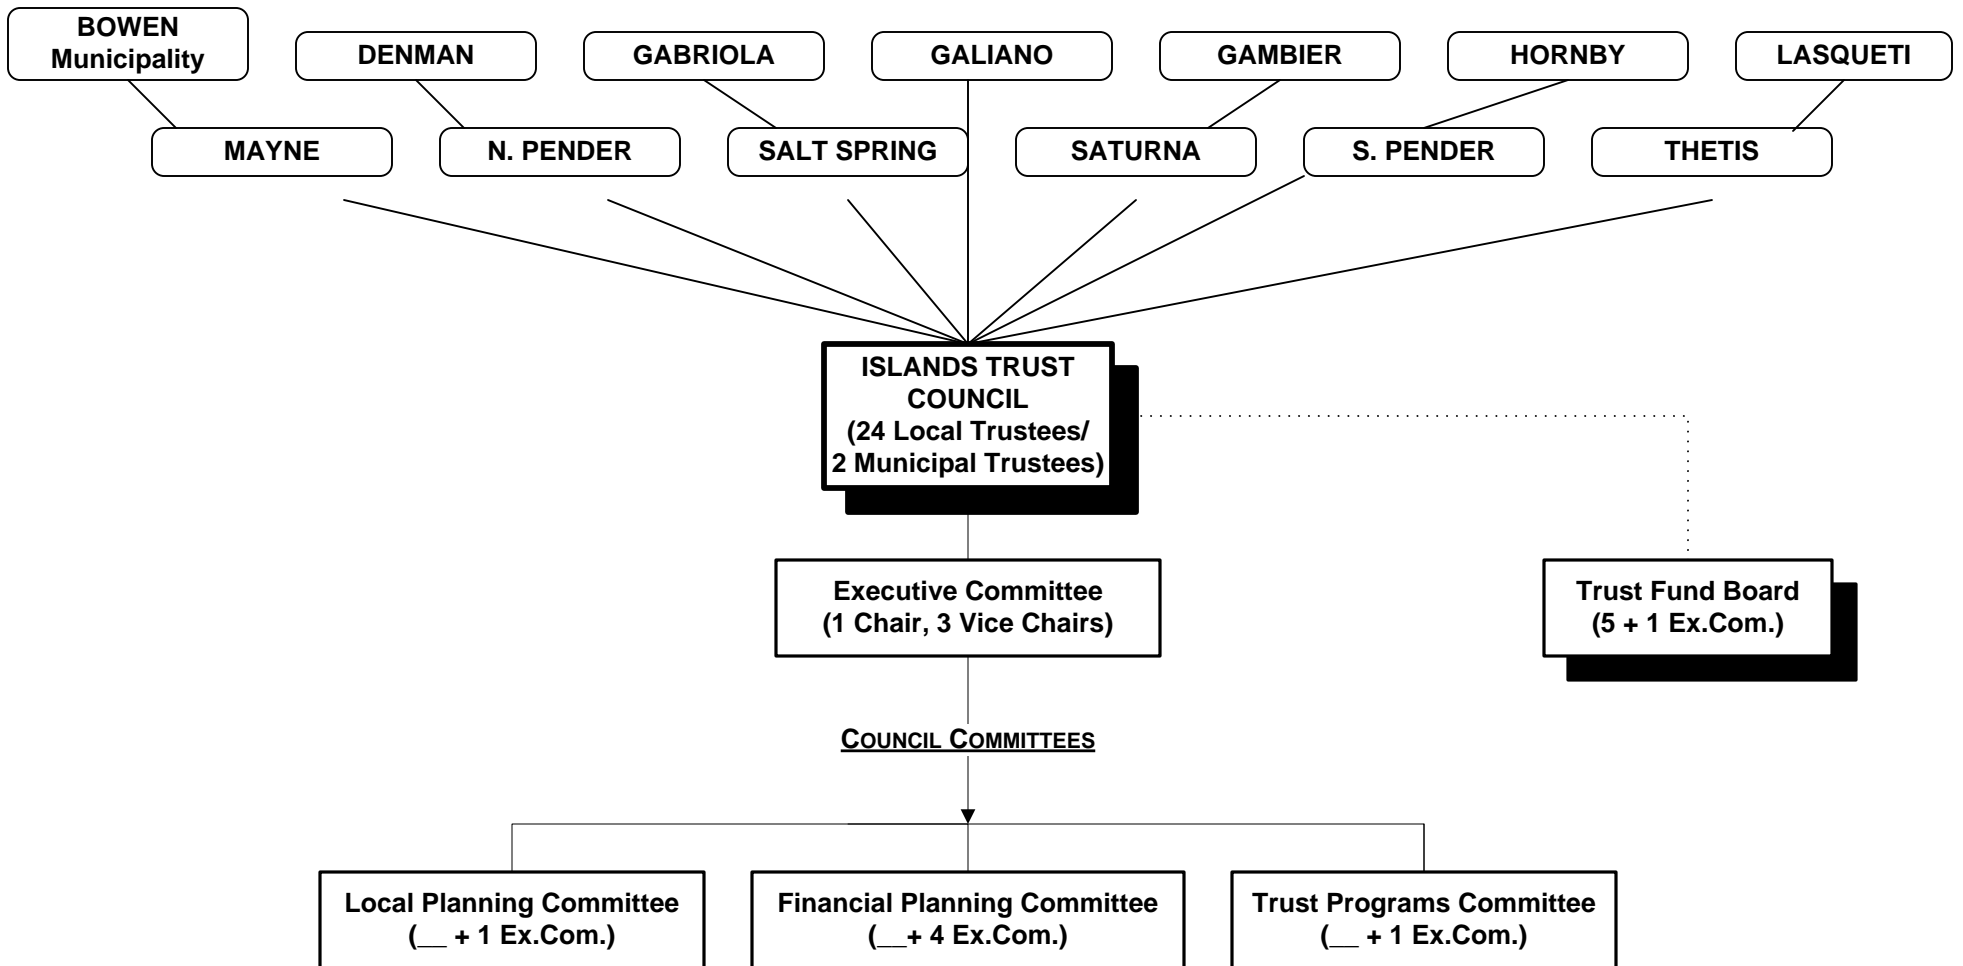 BOWEN
Municipality
DENMAN
GABRIOLA
GALIANO
GAMBIER
HORNBY
LASQUETI
MAYNE
N. PENDER
SALT SPRING
SATURNA
S. PENDER
THETIS
ISLANDS TRUST
COUNCIL
(24 Local Trustees/
2 Municipal Trustees)
Executive Committee
(1 Chair, 3 Vice Chairs)
Trust Fund Board
(5 + 1 Ex.Com.)
COUNCIL COMMITTEES
Local Planning Committee
(__ + 1 Ex.Com.)
Financial Planning Committee
(__+ 4 Ex.Com.)
Trust Programs Committee
(__ + 1 Ex.Com.)